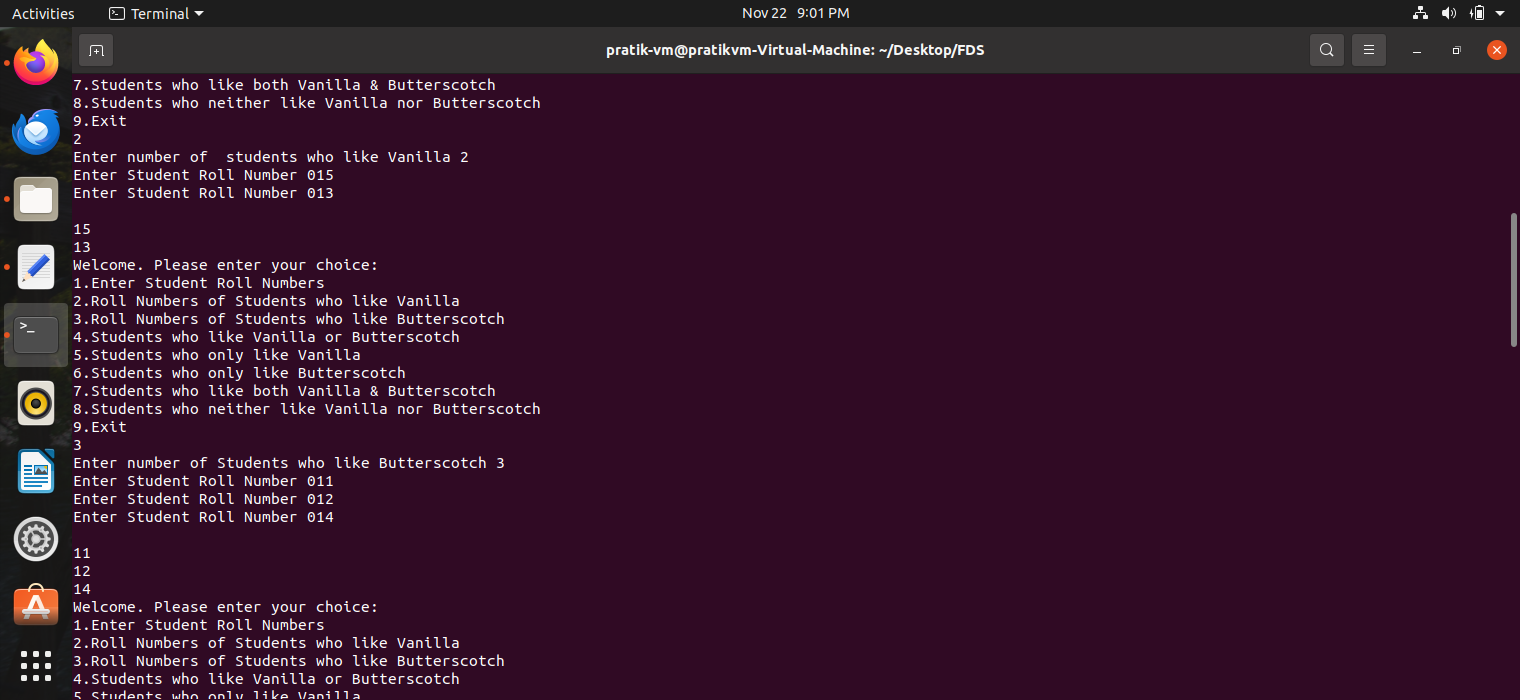 Activities Terminal Nov 22 9:01 PM
pratik-vm@pratikvm-Virtual-Machine: ~/Desktop/FDS
7.Students who like both Vanilla & Butterscotch
8.Students who neither like Vanilla nor Butterscotch
9.Exit
2
Enter number of  students who like Vanilla 2
Enter Student Roll Number 015
Enter Student Roll Number 013

15
13
Welcome. Please enter your choice:
1.Enter Student Roll Numbers
2.Roll Numbers of Students who like Vanilla
3.Roll Numbers of Students who like Butterscotch
4.Students who like Vanilla or Butterscotch
5.Students who only like Vanilla
6.Students who only like Butterscotch
7.Students who like both Vanilla & Butterscotch
8.Students who neither like Vanilla nor Butterscotch
9.Exit
3
Enter number of Students who like Butterscotch 3
Enter Student Roll Number 011
Enter Student Roll Number 012
Enter Student Roll Number 014

11
12
14
Welcome. Please enter your choice:
1.Enter Student Roll Numbers
2.Roll Numbers of Students who like Vanilla
3.Roll Numbers of Students who like Butterscotch
4.Students who like Vanilla or Butterscotch
5.Students who only like Vanilla